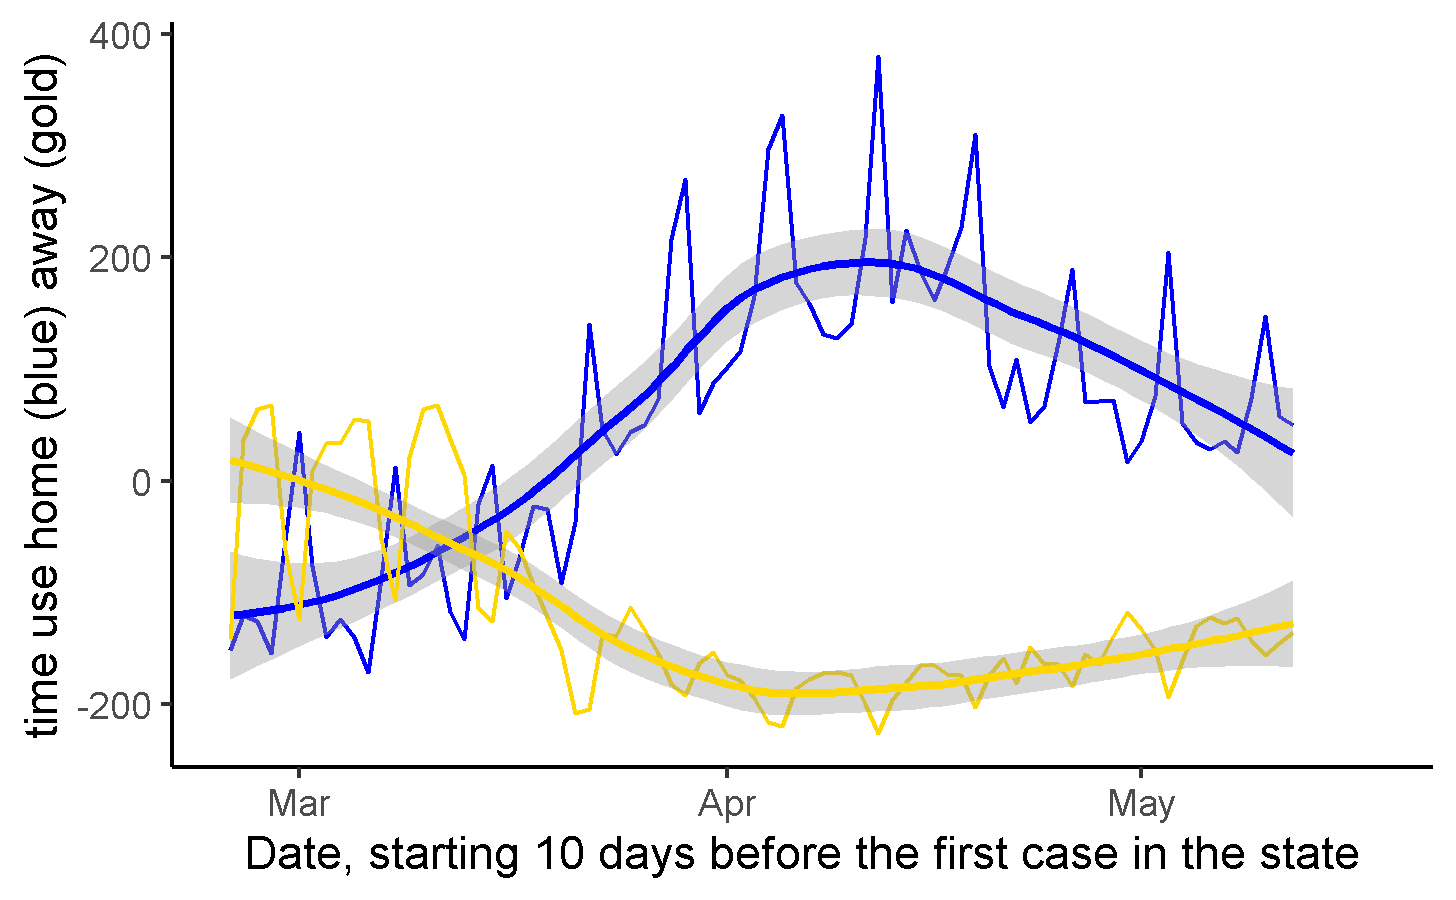 time use home (blue) away (gold)
400
200
0
-200
Mar
Apr
May
Date, starting 10 days before the first case in the state